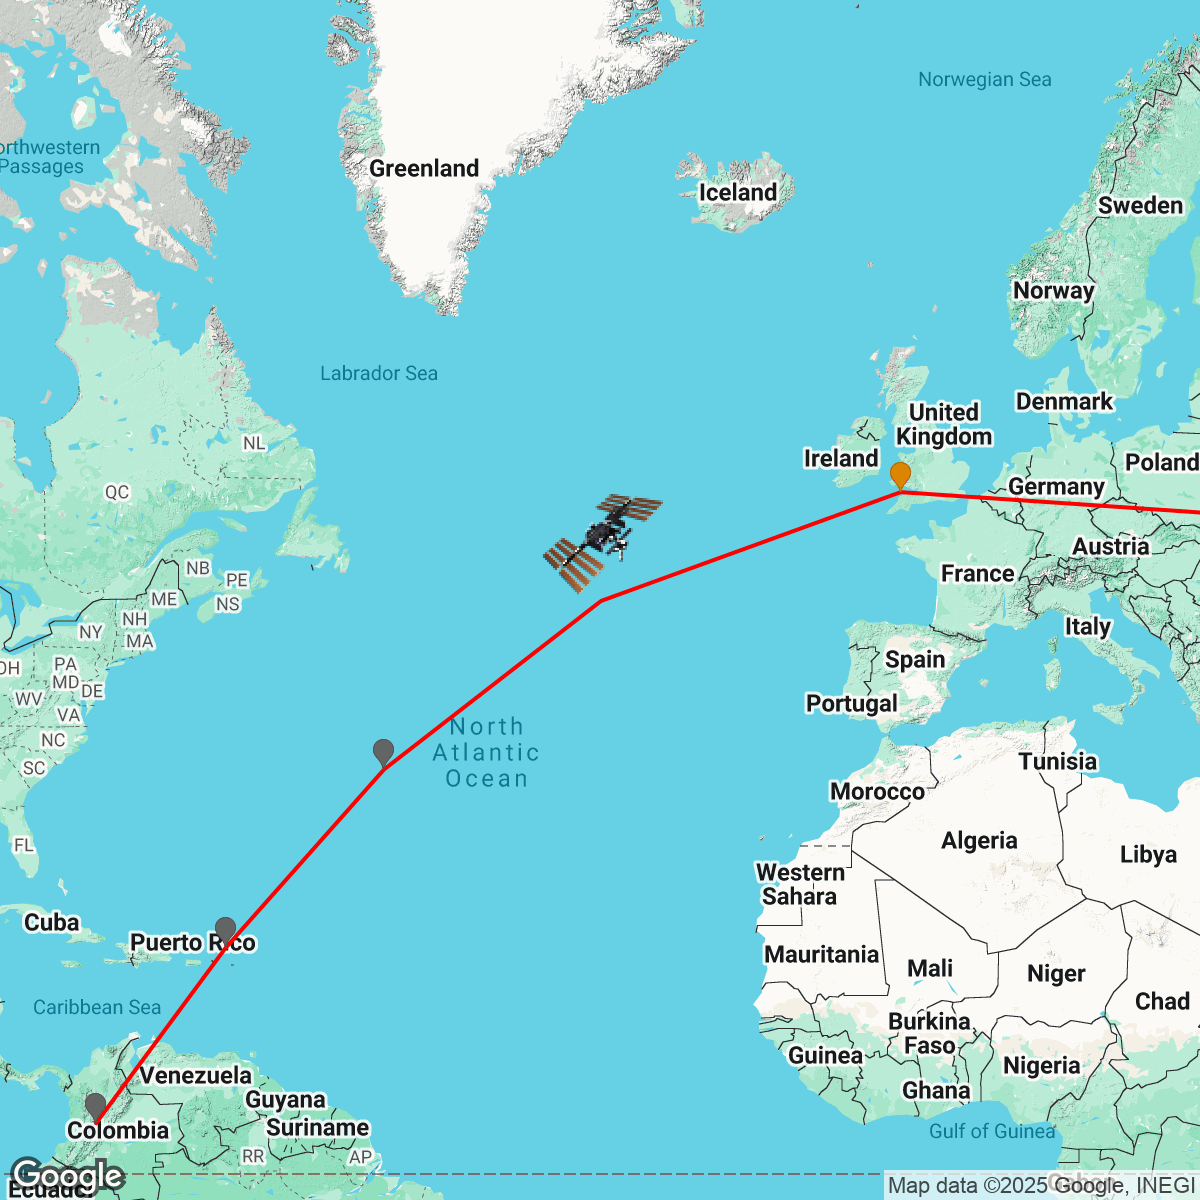 Norwegian Sea
orthwestern
Passages
Greenland
Iceland
Sweden
Norway
Labrador Sea
Denmark
United
Kingdom
NL
Ireland
Poland
QC
Germany
Austria
NB
PE
France
ME
NS
NH
NY
MA
Italy
Spain
PA
OH
MD
DE
WV
Portugal
VA
North
Atlantic
Ocean
NC
SC
Tunisia
Morocco
FL
Algeria
Libya
Western
Sahara
Cuba
Puerto Rico
Mauritania
Mali
Niger
Chad
Caribbean Sea
Burkina
Faso
Guinea
Nigeria
Venezuela
Ghana
Guyana
Suriname
Colombia
Gulf of Guinea
RR
AP
Google
Map data ©2025 Google, INEGI